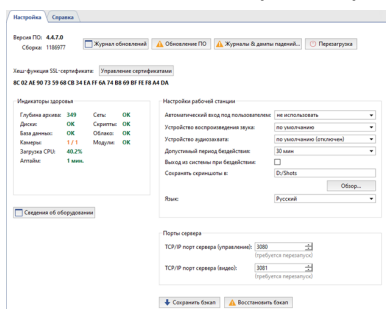 Настройка Справка
Версия ПО: 4.4.7.0
Сборка: 1186977
Журнал обновлений
Обновление ПО
Журналы & дампы падений...
Перезагрузка
Хеш-функция SSL-сертификата: Управление сертификатами
8C 02 AE 90 73 59 68 CB 34 EA FF 6A 74 B8 69 BF FE F8 A4 DA
Индикаторы здоровья
Глубина архива: 349 Сеть: OK
Диски: OK Скрипты: OK
База данных: OK Облако: OK
Камеры: 1 / 1 Модули: OK
Загрузка CPU: 40.2%
Аптайм: 1 мин.
Сведения об оборудовании
Настройки рабочей станции
Автоматический вход под пользователем: не использовать
Устройство воспроизведения звука: по умолчанию
Устройство аудиозахвата: по умолчанию (отключен)
Допустимый период бездействия: 30 мин
Выход из системы при бездействии:
Сохранять скриншоты в: D:/Shots
Обзор...
Язык: Русский
Порты сервера
TCP/IP порт сервера (управление): 3080
(требуется перезапуск)
TCP/IP порт сервера (видео): 3081
(требуется перезапуск)
Сохранить бэкап
Восстановить бэкап